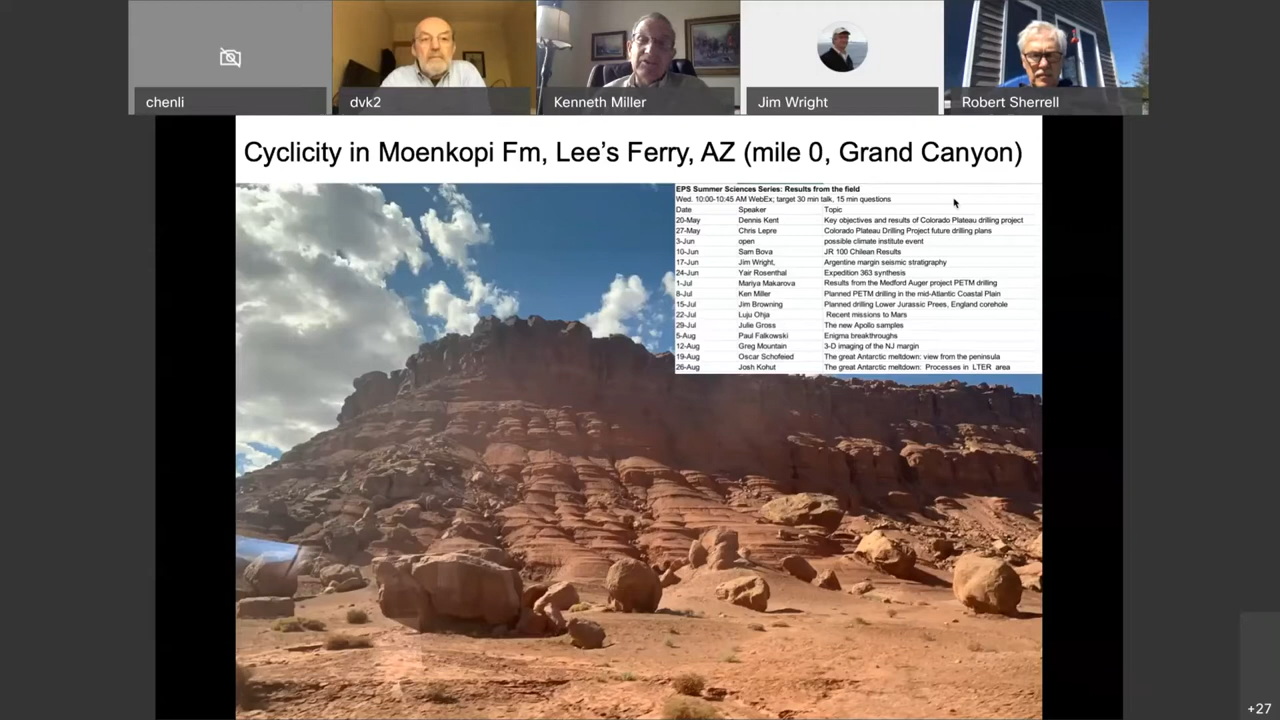 chenli
dvk2
Kenneth Miller
Jim Wright
Robert Sherrell
Cyclicity in Moenkopi Fm, Lee's Ferry, AZ (mile 0, Grand Canyon)
EPS Summer Sciences Series: Results from the field
Wed. 10:00-10:45 AM WebEx; target 30 min talk, 15 min questions
Date Speaker Topic
20-May Dennis Kent Key objectives and results of Colorado Plateau drilling project
27-May Chris Lepre Colorado Plateau Drilling Project future drilling plans
3-Jun open possible climate institute event
10-Jun Sam Bova JR 100 Chilean Results
17-Jun Jim Wright, Argentine margin seismic stratigraphy
24-Jun Yair Rosenthal Expedition 363 synthesis
1-Jul Mariya Makarova Results from the Medford Auger project PETM drilling
8-Jul Ken Miller Planned PETM drilling in the mid-Atlantic Coastal Plain
15-Jul Jim Browning Planned drilling Lower Jurassic Prees, England corehole
22-Jul Luju Ohja Recent missions to Mars
29-Jul Julie Gross The new Apollo samples
5-Aug Paul Falkowski Enigma breakthroughs
12-Aug Greg Mountain 3-D imaging of the NJ margin
19-Aug Oscar Schofeied The great Antarctic meltdown: view from the peninsula
26-Aug Josh Kohut The great Antarctic meltdown: Processes in LTER area
+27